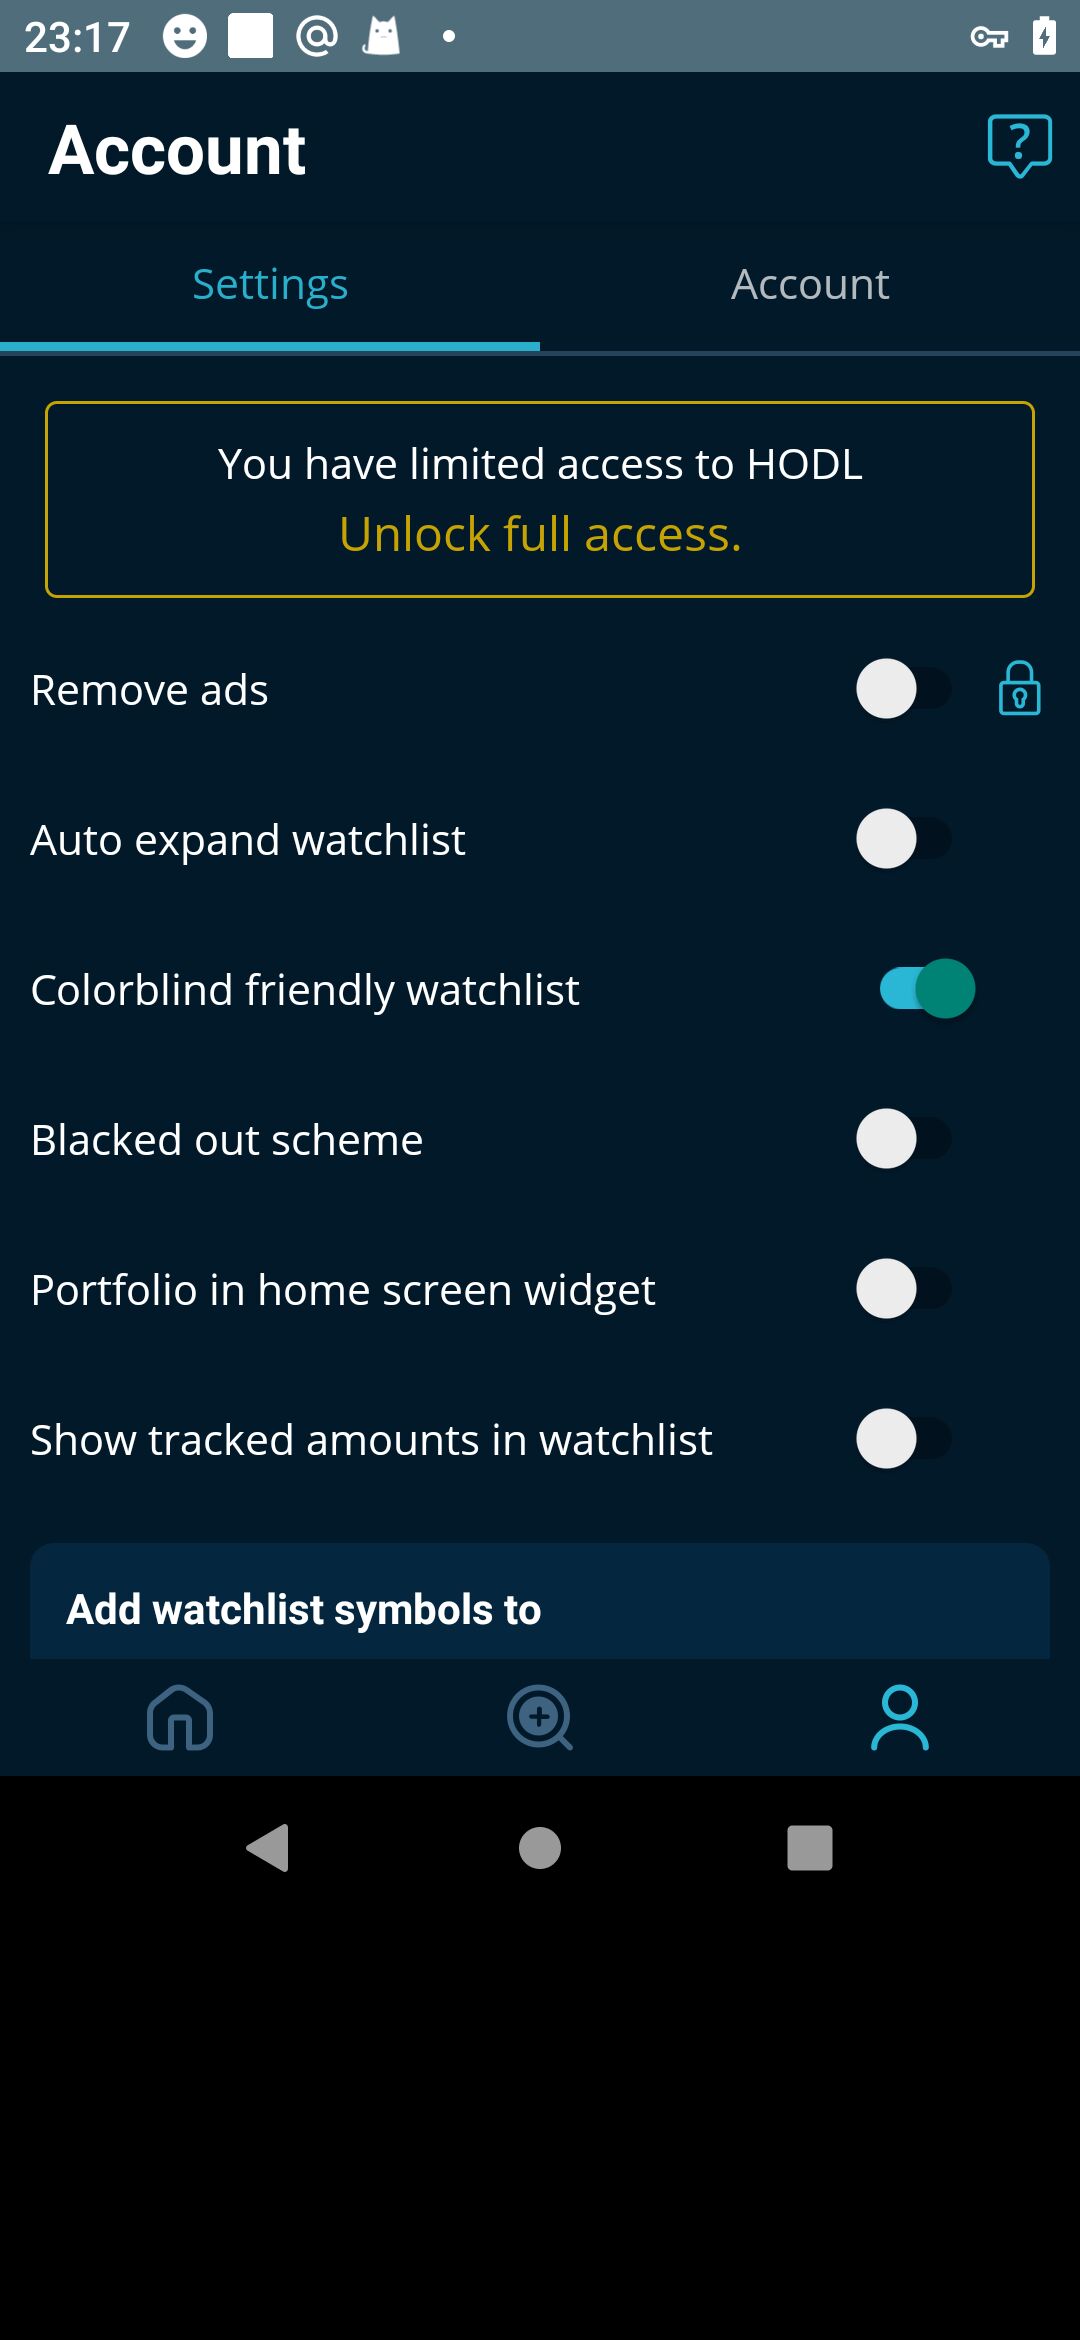 23:17
Account
Settings
Account
You have limited access to HODL
Unlock full access.
Remove ads
Auto expand watchlist
Colorblind friendly watchlist
Blacked out scheme
Portfolio in home screen widget
Show tracked amounts in watchlist
Add watchlist symbols to